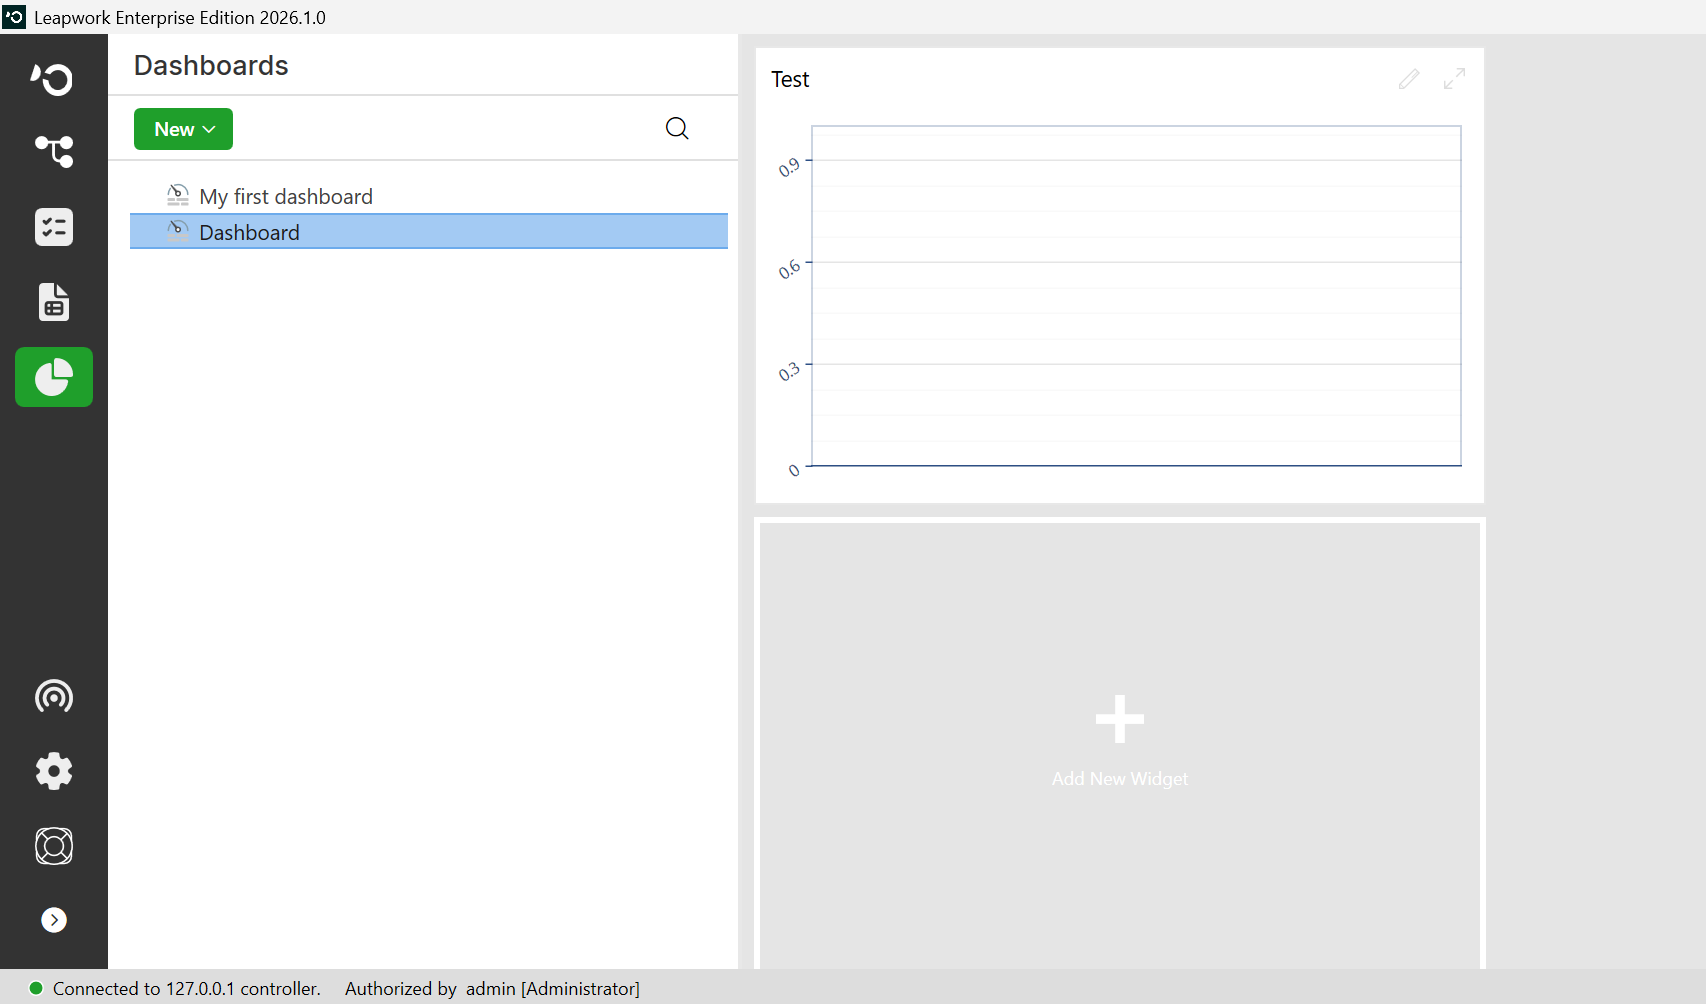 Leapwork Enterprise Edition 2026.1.0
Dashboards
New
My first dashboard
Dashboard
Test
0.9
0.6
0.3
0
Add New Widget
Connected to 127.0.0.1 controller. Authorized by admin [Administrator]